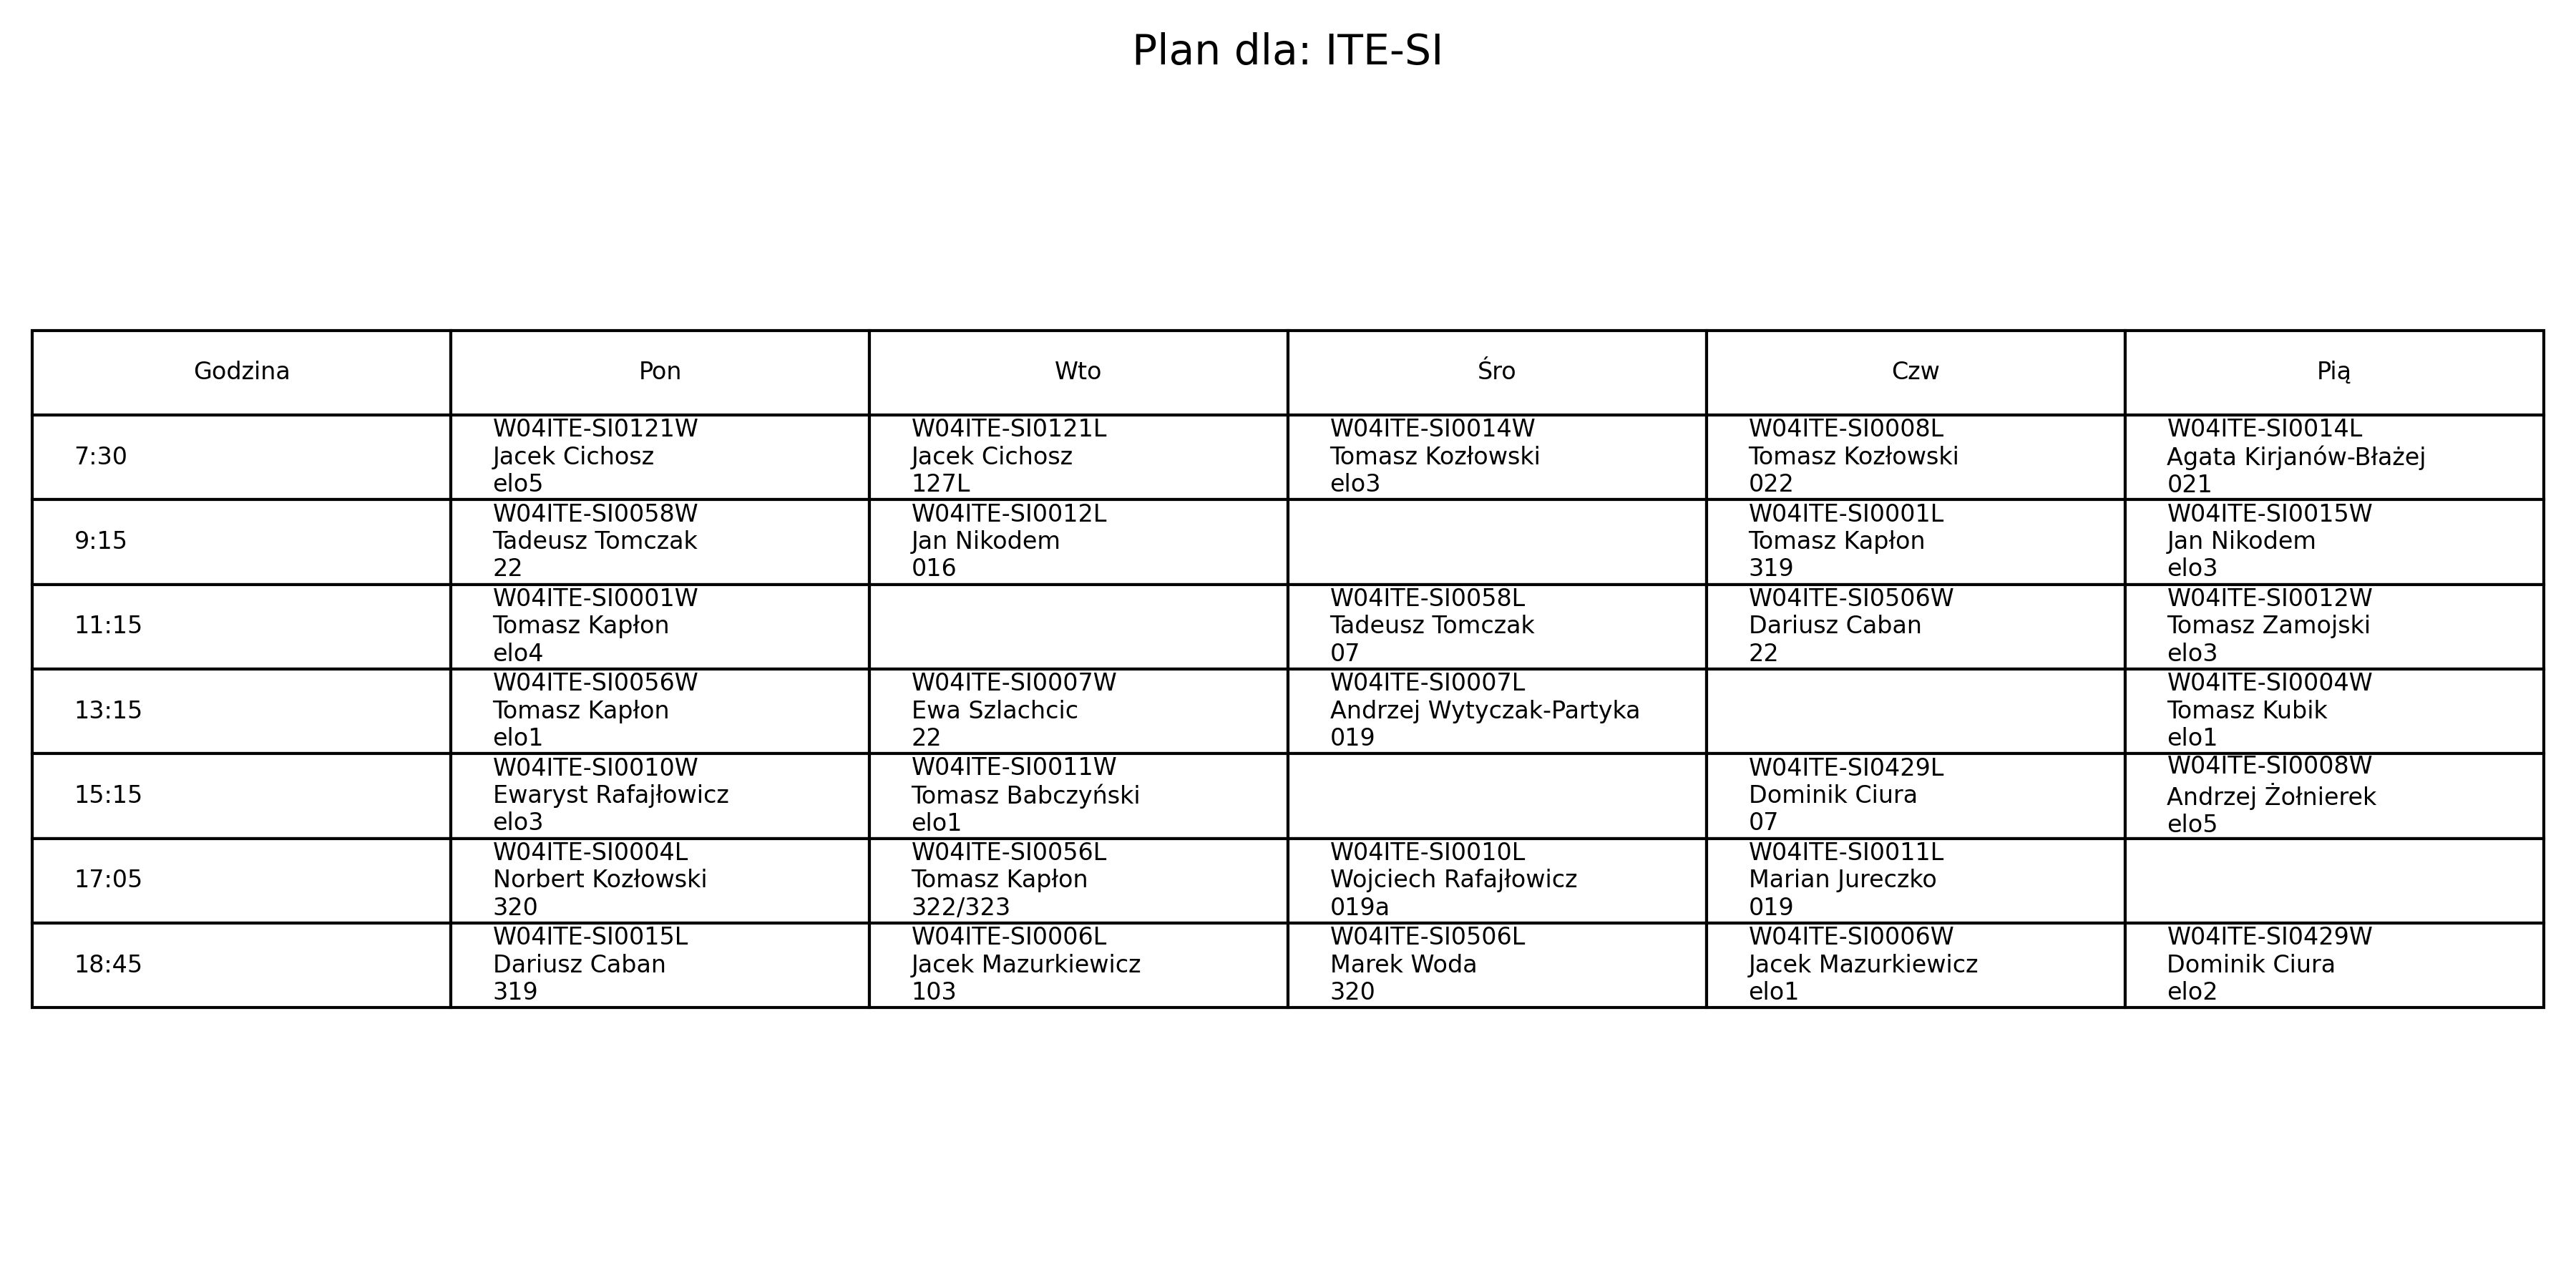 Plan dla: ITE-SI
Godzina
Pon
Wto
Śro
Czw
Pią
7:30
W04ITE-SI0121W
Jacek Cichosz
elo5
W04ITE-SI0121L
Jacek Cichosz
127L
W04ITE-SI0014W
Tomasz Kozłowski
elo3
W04ITE-SI0008L
Tomasz Kozłowski
022
W04ITE-SI0014L
Agata Kirjanów-Błażej
021
9:15
W04ITE-SI0058W
Tadeusz Tomczak
22
W04ITE-SI0012L
Jan Nikodem
016
W04ITE-SI0001L
Tomasz Kapłon
319
W04ITE-SI0015W
Jan Nikodem
elo3
11:15
W04ITE-SI0001W
Tomasz Kapłon
elo4
W04ITE-SI0058L
Tadeusz Tomczak
07
W04ITE-SI0506W
Dariusz Caban
22
W04ITE-SI0012W
Tomasz Zamojski
elo3
13:15
W04ITE-SI0056W
Tomasz Kapłon
elo1
W04ITE-SI0007W
Ewa Szlachcic
22
W04ITE-SI0007L
Andrzej Wytyczak-Partyka
019
W04ITE-SI0004W
Tomasz Kubik
elo1
15:15
W04ITE-SI0010W
Ewaryst Rafajłowicz
elo3
W04ITE-SI0011W
Tomasz Babczyński
elo1
W04ITE-SI0429L
Dominik Ciura
07
W04ITE-SI0008W
Andrzej Żołnierek
elo5
17:05
W04ITE-SI0004L
Norbert Kozłowski
320
W04ITE-SI0056L
Tomasz Kapłon
322/323
W04ITE-SI0010L
Wojciech Rafajłowicz
019a
W04ITE-SI0011L
Marian Jureczko
019
18:45
W04ITE-SI0015L
Dariusz Caban
319
W04ITE-SI0006L
Jacek Mazurkiewicz
103
W04ITE-SI0506L
Marek Woda
320
W04ITE-SI0006W
Jacek Mazurkiewicz
elo1
W04ITE-SI0429W
Dominik Ciura
elo2